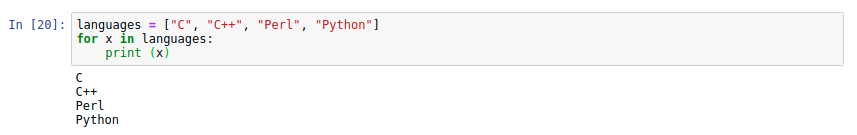 In [20]: languages = ["C", "C++", "Perl", "Python"]
for x in languages:
    print (x)
C
C++
Perl
Python